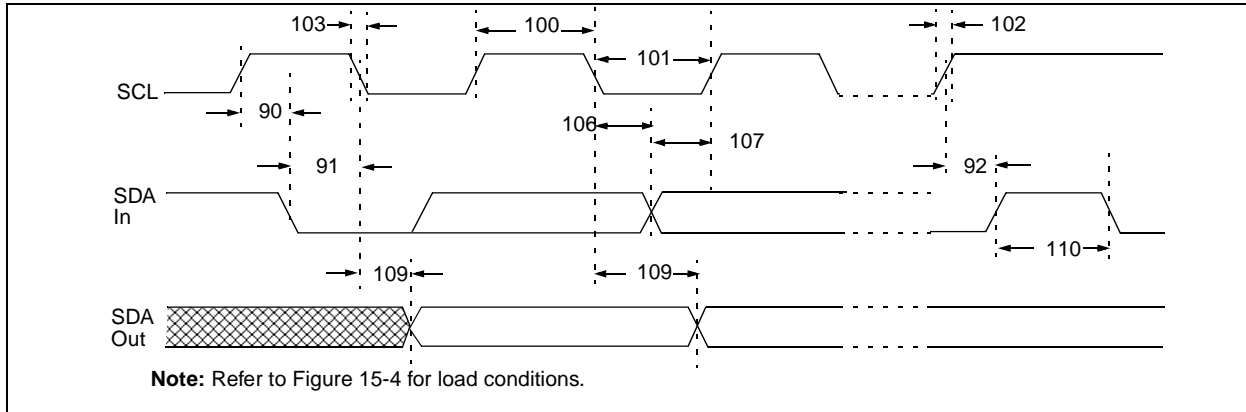 103
100
101
102
SCL
90
106
107
91
92
SDA
In
109
109
110
SDA
Out
Note: Refer to Figure 15-4 for load conditions.